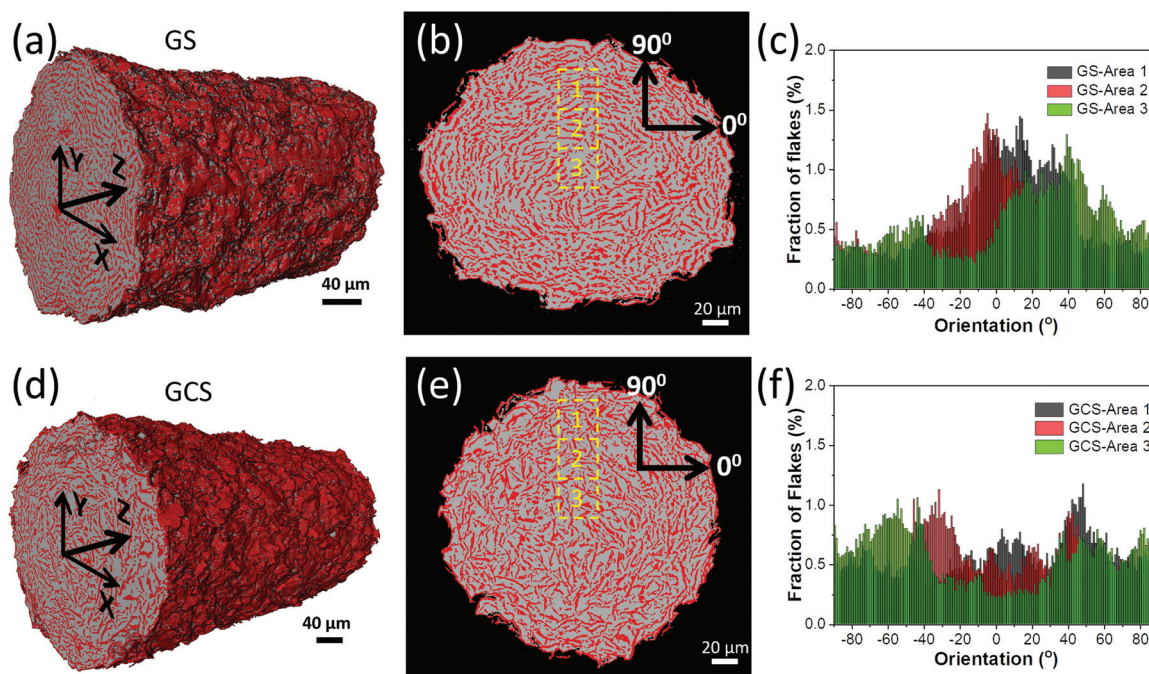 (a)
GS
Y
Z
X
40 µm
(b)
90⁰
0⁰
1
2
3
20 µm
(c)
2.0
1.5
1.0
0.5
0.0
Fraction of flakes (%)
GS-Area 1
GS-Area 2
GS-Area 3
-80 -60 -40 -20 0 20 40 60 80
Orientation (⁰)
(d)
GCS
Y
Z
X
40 µm
(e)
90⁰
0⁰
1
2
3
20 µm
(f)
2.0
1.5
1.0
0.5
0.0
Fraction of Flakes (%)
GCS-Area 1
GCS-Area 2
GCS-Area 3
-80 -60 -40 -20 0 20 40 60 80
Orientation (⁰)